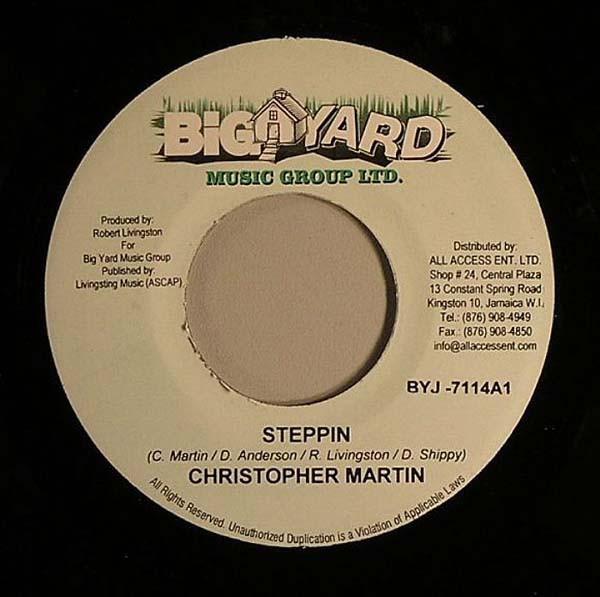 BIG YARD
MUSIC GROUP LTD.
Produced by:
Robert Livingston
For
Big Yard Music Group
Published by:
Livingsting Music (ASCAP)
Distributed by:
ALL ACCESS ENT. LTD.
Shop # 24, Central Plaza
13 Constant Spring Road
Kingston 10, Jamaica W.I.
Tel.: (876) 908-4949
Fax.: (876) 908-4850
info@allaccessent.com
BYJ -7114A1
STEPPIN
(C. Martin / D. Anderson / R. Livingston / D. Shippy)
CHRISTOPHER MARTIN
All Rights Reserved. Unauthorized Duplication is a Violation of Applicable Laws